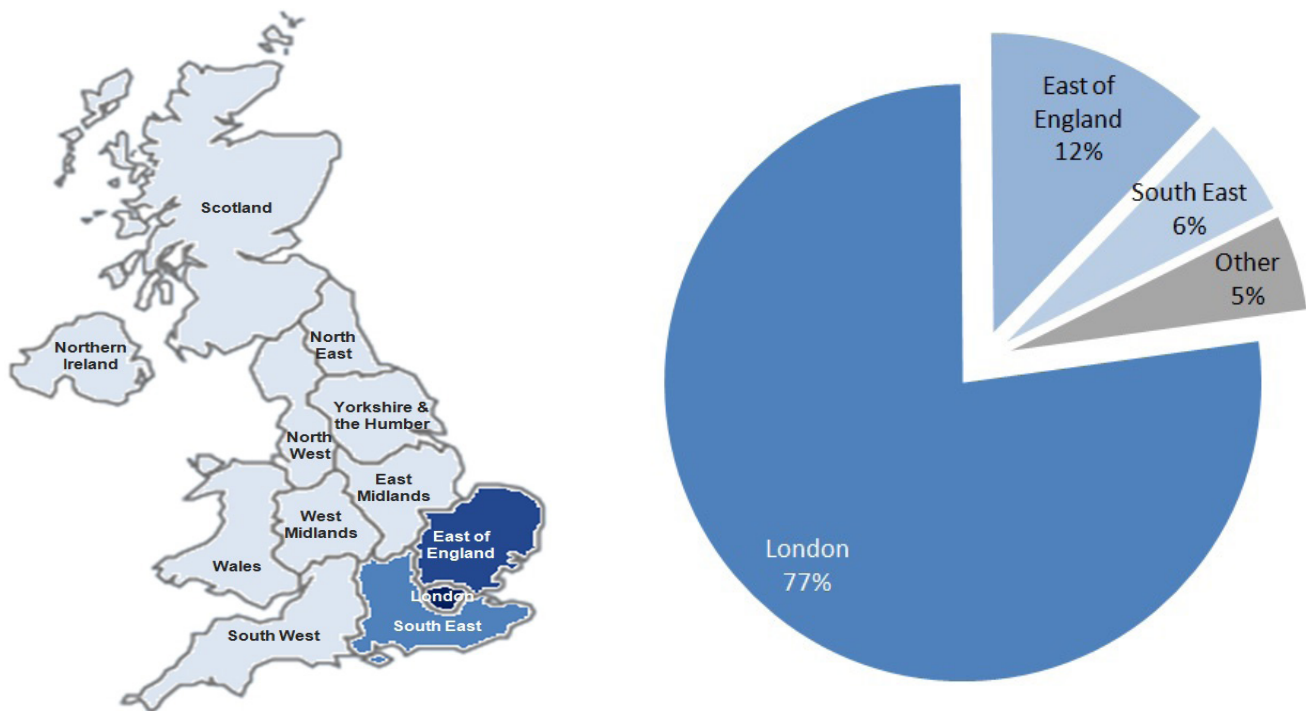 Scotland
Northern
Ireland
North
East
Yorkshire &
the Humber
North
West
East
Midlands
West
Midlands
East of
England
Wales
London
South East
South West
East of
England
12%
South East
6%
Other
5%
London
77%